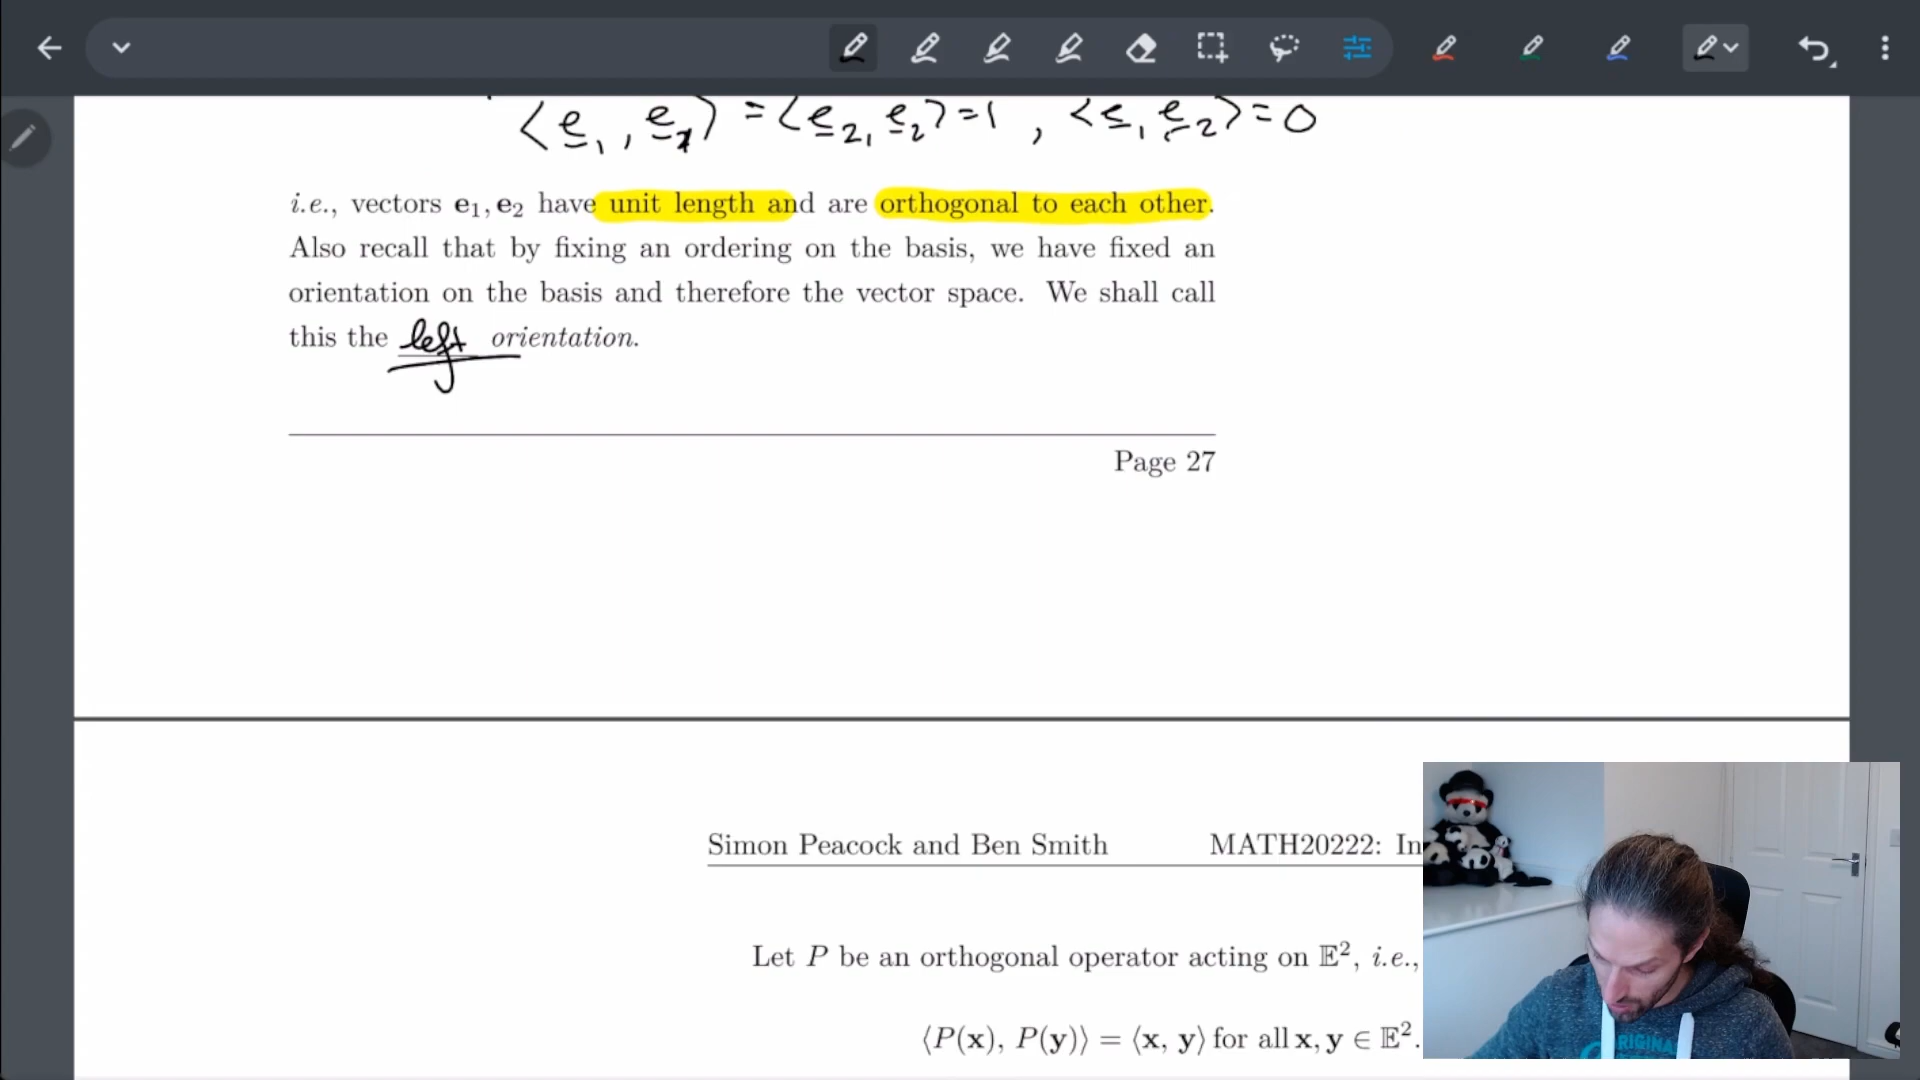 ⟨e₁, e₁⟩ = ⟨e₂, e₂⟩ = 1 , ⟨e₁ e₂⟩ = 0
i.e., vectors e₁, e₂ have unit length and are orthogonal to each other.
Also recall that by fixing an ordering on the basis, we have fixed an
orientation on the basis and therefore the vector space. We shall call
this the left orientation.
Page 27
Simon Peacock and Ben Smith MATH20222: In
Let P be an orthogonal operator acting on 𝔼², i.e.,
⟨P(x), P(y)⟩ = ⟨x, y⟩ for all x, y ∈ 𝔼².
RIGINA